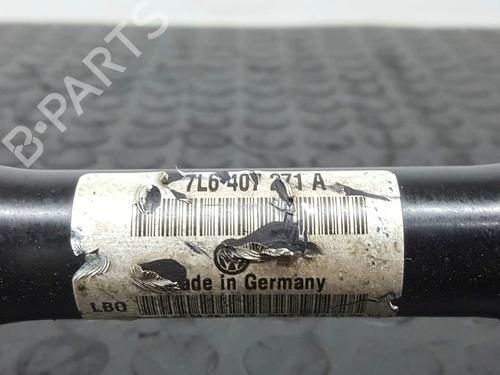 B-PARTS
7L6 407 271 A
Made in Germany
LBO